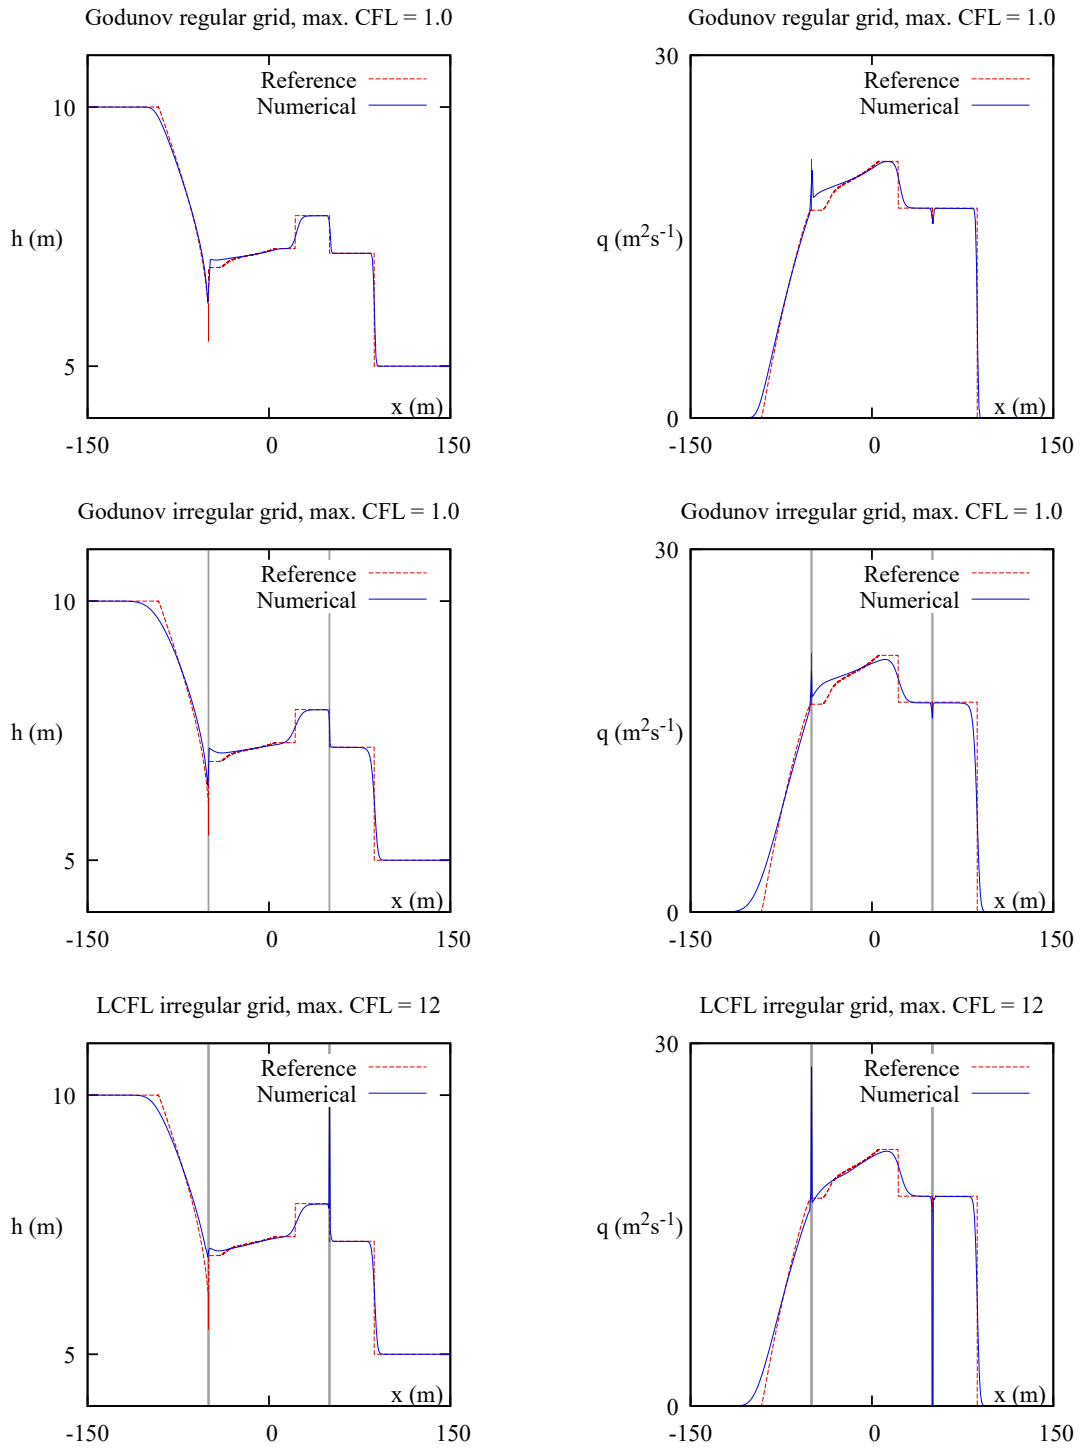 Godunov regular grid, max. CFL = 1.0
Reference
Numerical
10
h (m)
5
x (m)
-150
0
150
Godunov regular grid, max. CFL = 1.0
30
Reference
Numerical
q (m²s⁻¹)
0
x (m)
-150
0
150
Godunov irregular grid, max. CFL = 1.0
Reference
Numerical
10
h (m)
5
x (m)
-150
0
150
Godunov irregular grid, max. CFL = 1.0
30
Reference
Numerical
q (m²s⁻¹)
0
x (m)
-150
0
150
LCFL irregular grid, max. CFL = 12
Reference
Numerical
10
h (m)
5
x (m)
-150
0
150
LCFL irregular grid, max. CFL = 12
30
Reference
Numerical
q (m²s⁻¹)
0
x (m)
-150
0
150